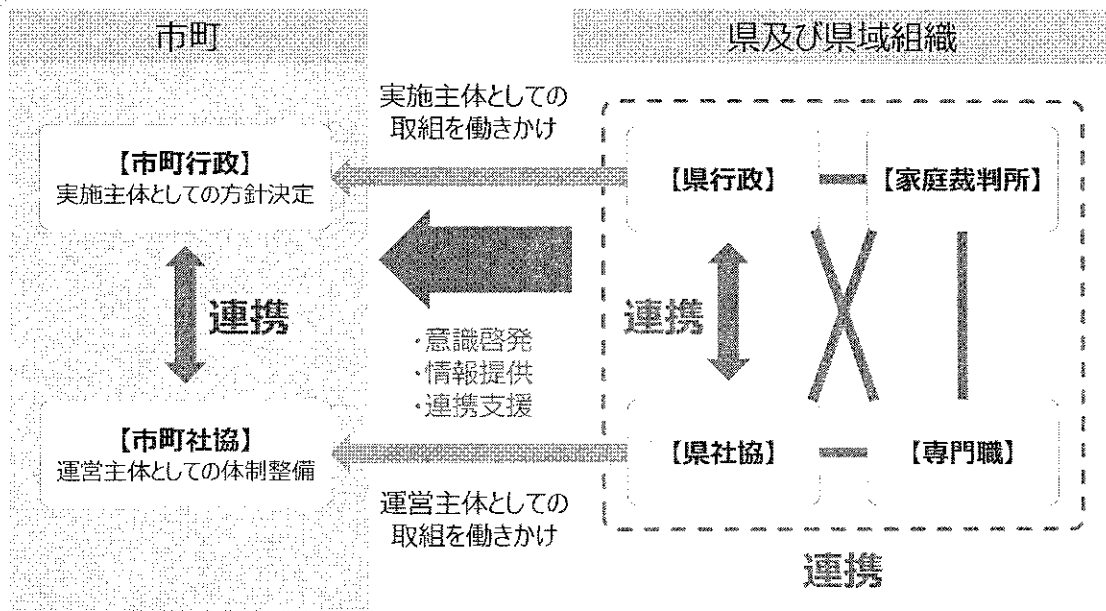 市町
県及び県域組織
実施主体としての
取組を働きかけ
【市町行政】
実施主体としての方針決定
【県行政】
【家庭裁判所】
連携
・意識啓発
・情報提供
・連携支援
連携
【市町社協】
運営主体としての体制整備
【県社協】
【専門職】
運営主体としての
取組を働きかけ
連携